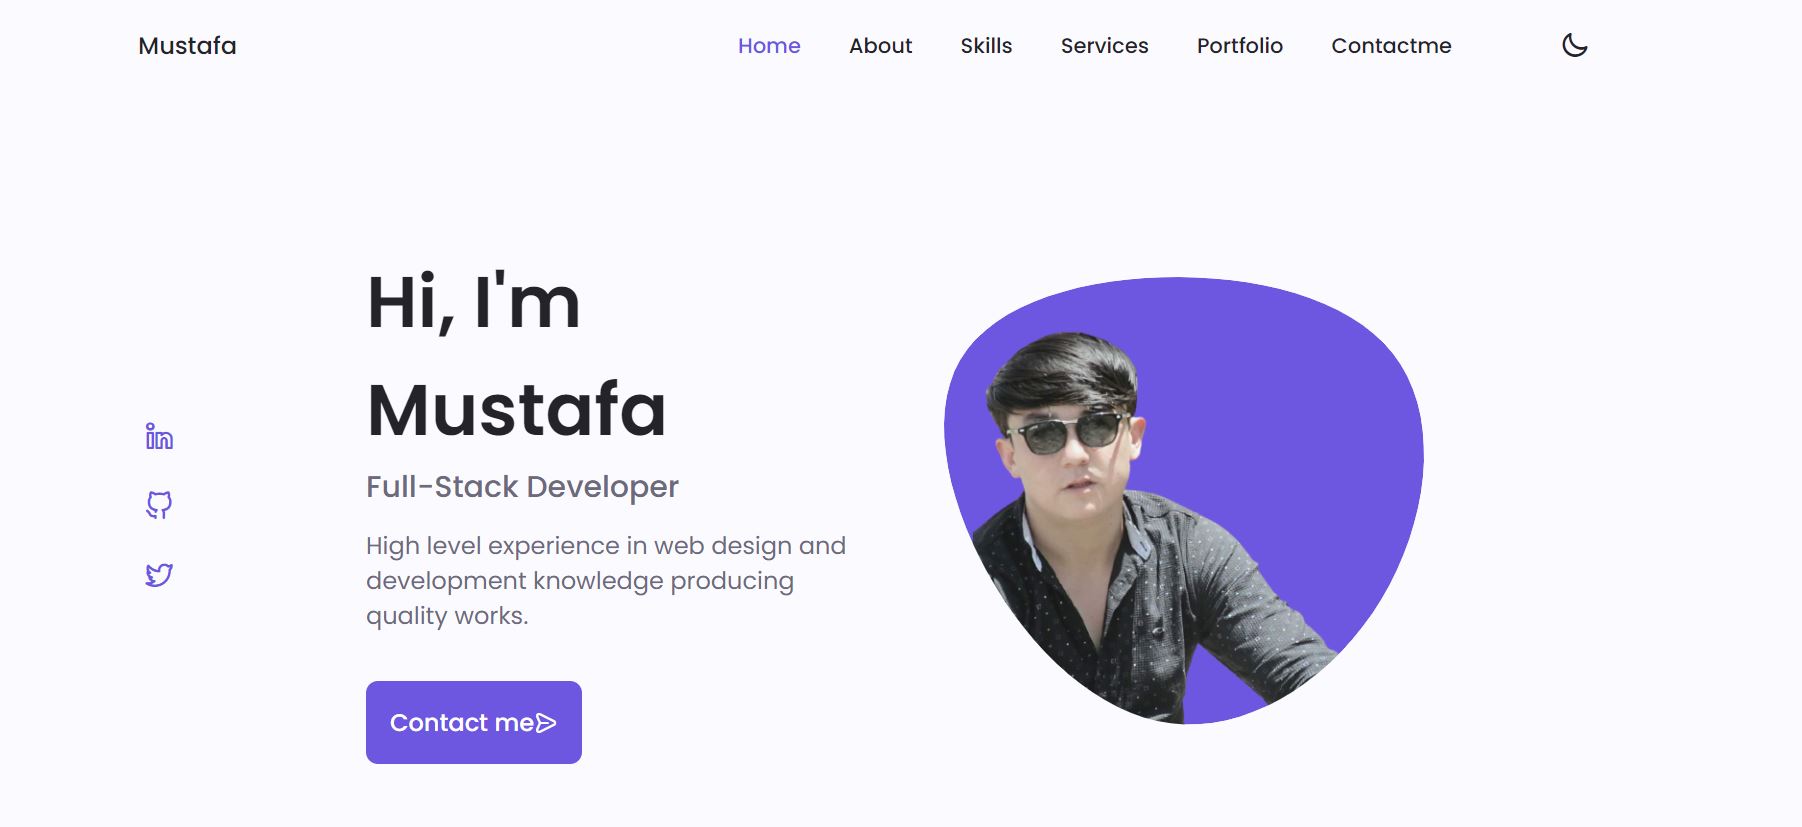 Mustafa
Home About Skills Services Portfolio Contactme
Hi, I'm
Mustafa
Full-Stack Developer
High level experience in web design and
development knowledge producing
quality works.
Contact me